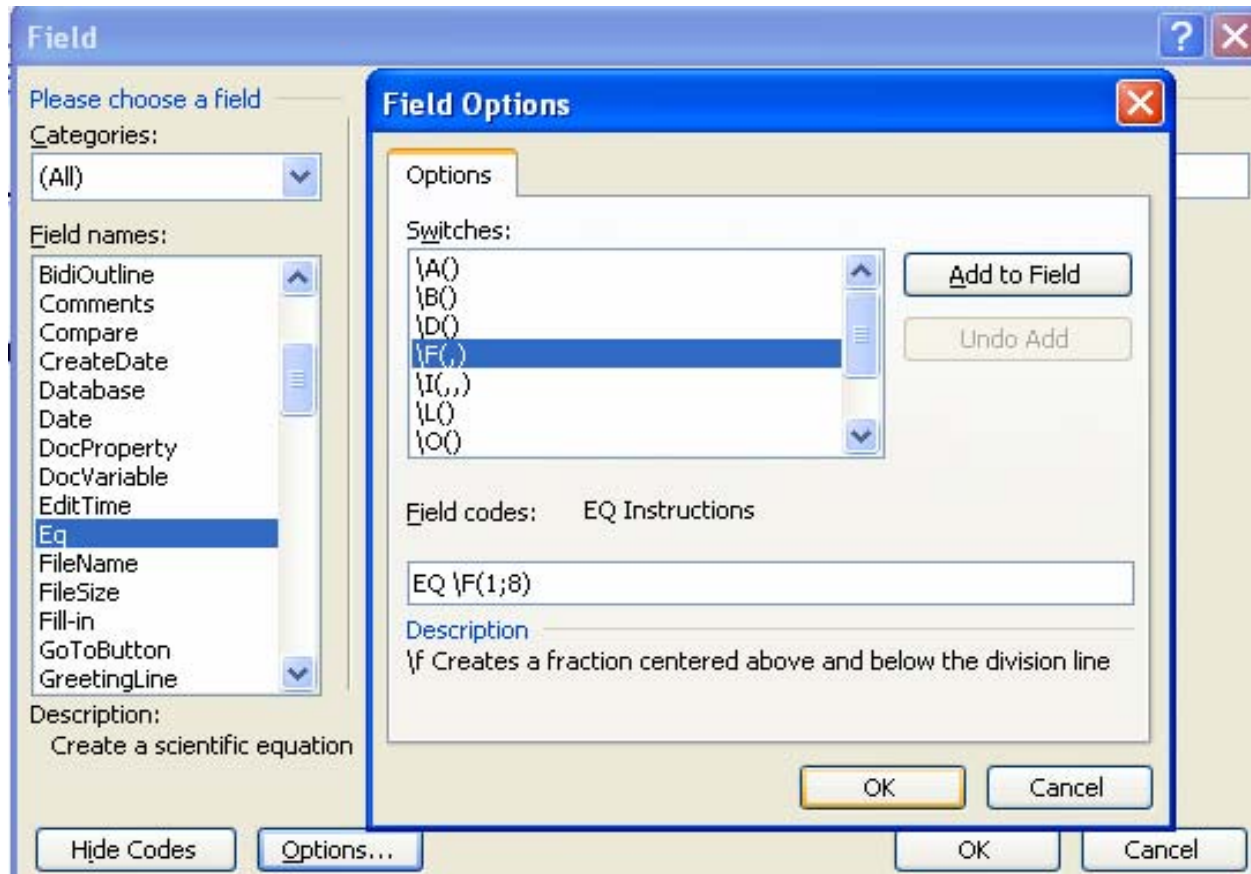 Field
Please choose a field
Categories:
(All)
Field names:
BidiOutline
Comments
Compare
CreateDate
Database
Date
DocProperty
DocVariable
EditTime
Eq
FileName
FileSize
Fill-in
GoToButton
GreetingLine
Description:
Create a scientific equation
Hide Codes
Options...
Field Options
Options
Switches:
\A()
\B()
\D()
\F(,)
\I(,,)
\L()
\O()
Add to Field
Undo Add
Field codes: EQ Instructions
EQ \F(1;8)
Description
\f Creates a fraction centered above and below the division line
OK
Cancel
OK
Cancel